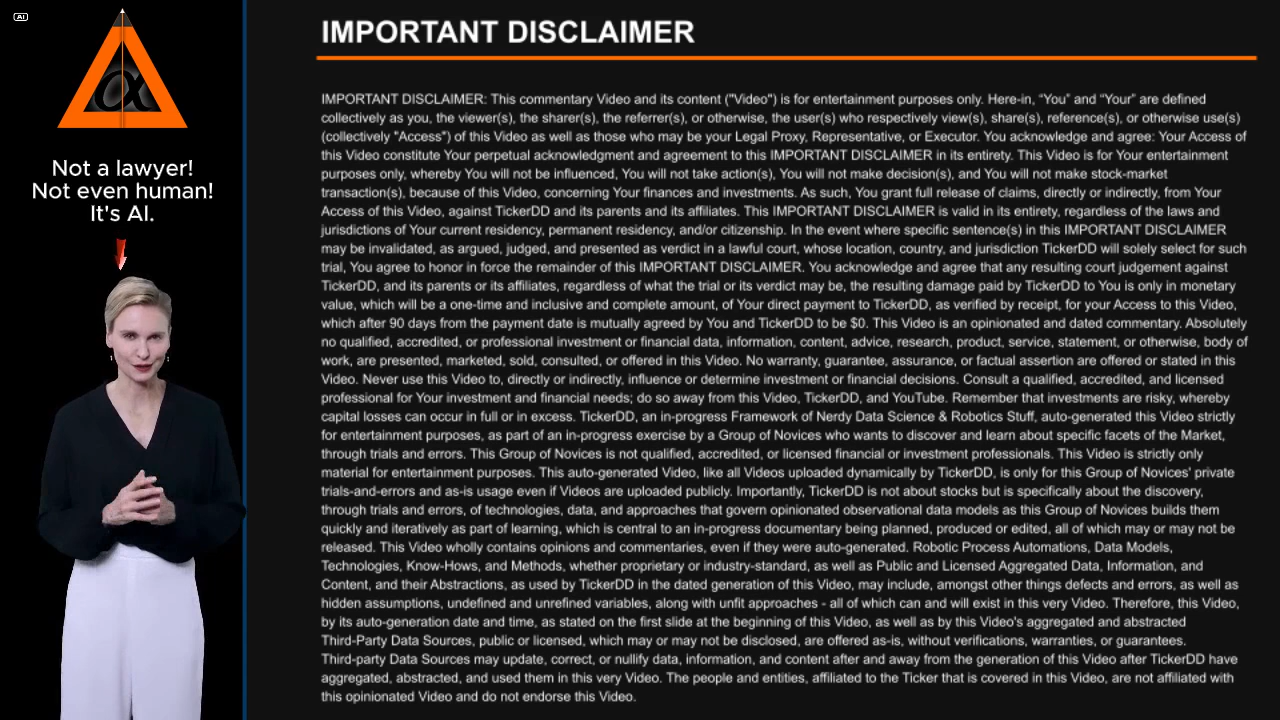 AI
α
Not a lawyer!
Not even human!
It's AI.
IMPORTANT DISCLAIMER
IMPORTANT DISCLAIMER: This commentary Video and its content ("Video") is for entertainment purposes only. Here-in, “You” and “Your” are defined
collectively as you, the viewer(s), the sharer(s), the referrer(s), or otherwise, the user(s) who respectively view(s), share(s), reference(s), or otherwise use(s)
(collectively "Access") of this Video as well as those who may be your Legal Proxy, Representative, or Executor. You acknowledge and agree: Your Access of
this Video constitute Your perpetual acknowledgment and agreement to this IMPORTANT DISCLAIMER in its entirety. This Video is for Your entertainment
purposes only, whereby You will not be influenced, You will not take action(s), You will not make decision(s), and You will not make stock-market
transaction(s), because of this Video, concerning Your finances and investments. As such, You grant full release of claims, directly or indirectly, from Your
Access of this Video, against TickerDD and its parents and its affiliates. This IMPORTANT DISCLAIMER is valid in its entirety, regardless of the laws and
jurisdictions of Your current residency, permanent residency, and/or citizenship. In the event where specific sentence(s) in this IMPORTANT DISCLAIMER
may be invalidated, as argued, judged, and presented as verdict in a lawful court, whose location, country, and jurisdiction TickerDD will solely select for such
trial, You agree to honor in force the remainder of this IMPORTANT DISCLAIMER. You acknowledge and agree that any resulting court judgement against
TickerDD, and its parents or its affiliates, regardless of what the trial or its verdict may be, the resulting damage paid by TickerDD to You is only in monetary
value, which will be a one-time and inclusive and complete amount, of Your direct payment to TickerDD, as verified by receipt, for your Access to this Video,
which after 90 days from the payment date is mutually agreed by You and TickerDD to be $0. This Video is an opinionated and dated commentary. Absolutely
no qualified, accredited, or professional investment or financial data, information, content, advice, research, product, service, statement, or otherwise, body of
work, are presented, marketed, sold, consulted, or offered in this Video. No warranty, guarantee, assurance, or factual assertion are offered or stated in this
Video. Never use this Video to, directly or indirectly, influence or determine investment or financial decisions. Consult a qualified, accredited, and licensed
professional for Your investment and financial needs; do so away from this Video, TickerDD, and YouTube. Remember that investments are risky, whereby
capital losses can occur in full or in excess. TickerDD, an in-progress Framework of Nerdy Data Science & Robotics Stuff, auto-generated this Video strictly
for entertainment purposes, as part of an in-progress exercise by a Group of Novices who wants to discover and learn about specific facets of the Market,
through trials and errors. This Group of Novices is not qualified, accredited, or licensed financial or investment professionals. This Video is strictly only
material for entertainment purposes. This auto-generated Video, like all Videos uploaded dynamically by TickerDD, is only for this Group of Novices' private
trials-and-errors and as-is usage even if Videos are uploaded publicly. Importantly, TickerDD is not about stocks but is specifically about the discovery,
through trials and errors, of technologies, data, and approaches that govern opinionated observational data models as this Group of Novices builds them
quickly and iteratively as part of learning, which is central to an in-progress documentary being planned, produced or edited, all of which may or may not be
released. This Video wholly contains opinions and commentaries, even if they were auto-generated. Robotic Process Automations, Data Models,
Technologies, Know-Hows, and Methods, whether proprietary or industry-standard, as well as Public and Licensed Aggregated Data, Information, and
Content, and their Abstractions, as used by TickerDD in the dated generation of this Video, may include, amongst other things defects and errors, as well as
hidden assumptions, undefined and unrefined variables, along with unfit approaches - all of which can and will exist in this very Video. Therefore, this Video,
by its auto-generation date and time, as stated on the first slide at the beginning of this Video, as well as by this Video's aggregated and abstracted
Third-Party Data Sources, public or licensed, which may or may not be disclosed, are offered as-is, without verifications, warranties, or guarantees.
Third-party Data Sources may update, correct, or nullify data, information, and content after and away from the generation of this Video after TickerDD have
aggregated, abstracted, and used them in this very Video. The people and entities, affiliated to the Ticker that is covered in this Video, are not affiliated with
this opinionated Video and do not endorse this Video.